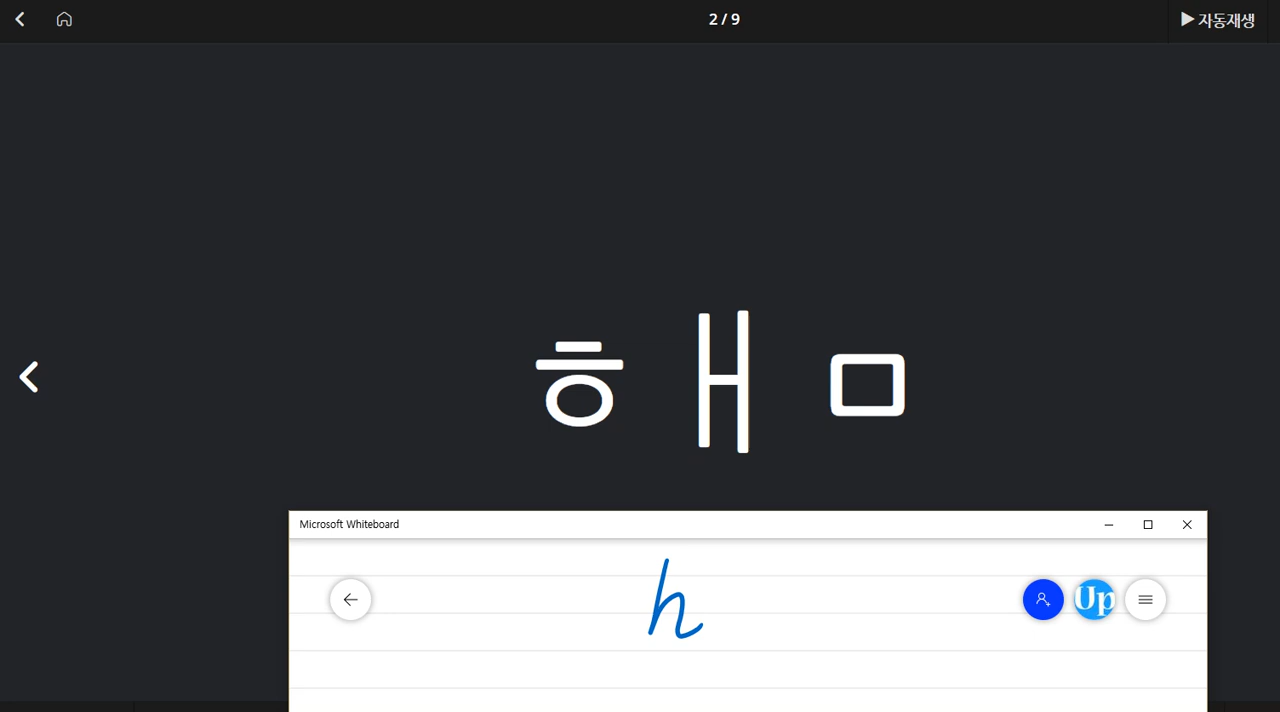 2 / 9
▶ 자동재생
ㅎ ㅐ ㅁ
Microsoft Whiteboard
h
Up